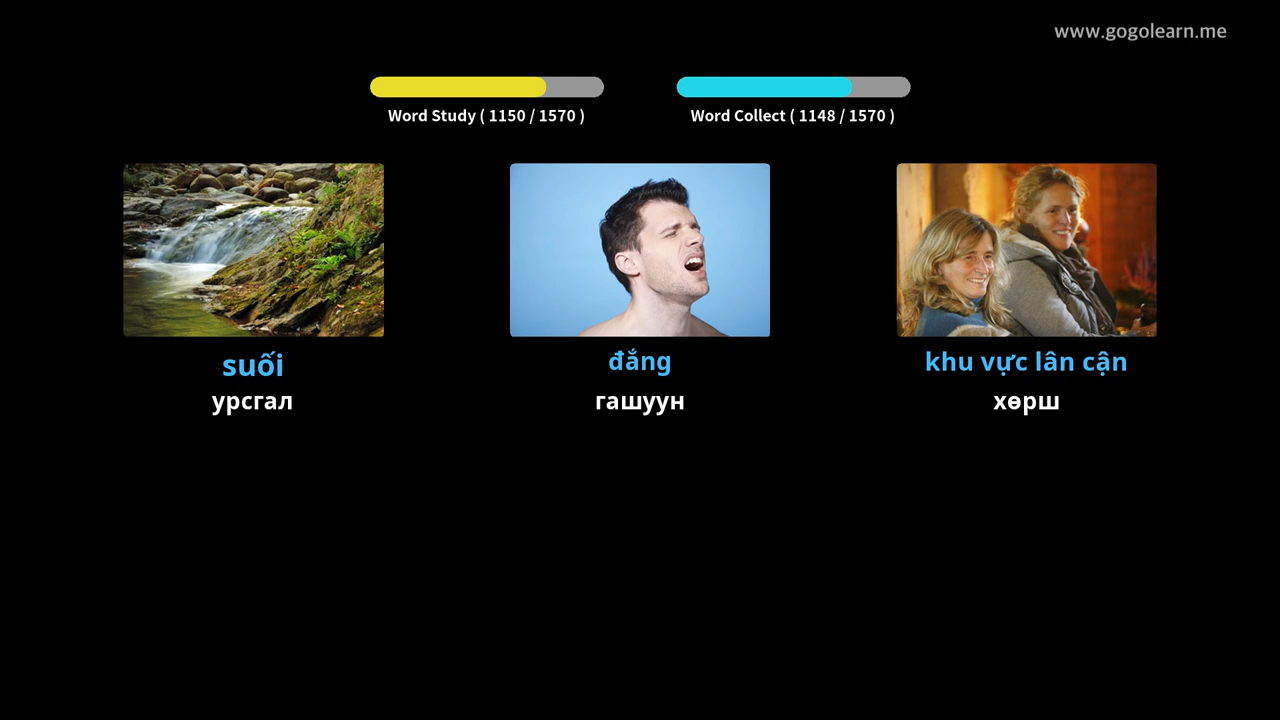 www.gogolearn.me
Word Study ( 1150 / 1570 )
Word Collect ( 1148 / 1570 )
suối
đắng
khu vực lân cận
урсгал
гашуун
хөрш